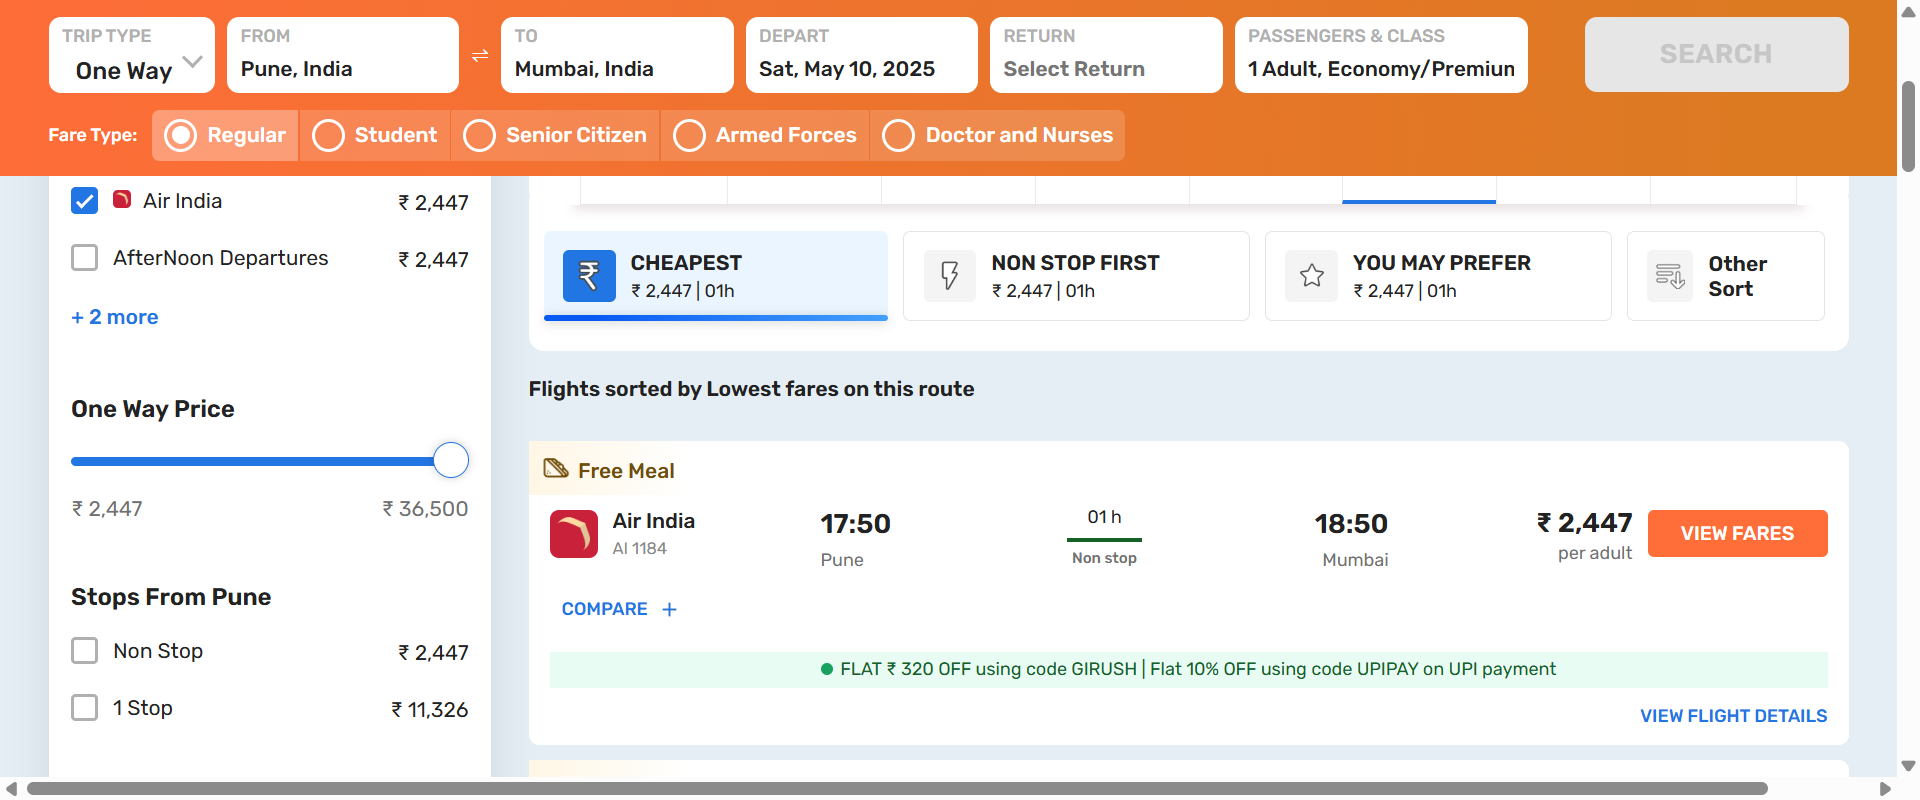 TRIP TYPE
One Way
FROM
Pune, India
TO
Mumbai, India
DEPART
Sat, May 10, 2025
RETURN
Select Return
PASSENGERS & CLASS
1 Adult, Economy/Premiun
SEARCH
Fare Type:
Regular
Student
Senior Citizen
Armed Forces
Doctor and Nurses
Air India ₹ 2,447
AfterNoon Departures ₹ 2,447
+ 2 more
One Way Price
₹ 2,447 ₹ 36,500
Stops From Pune
Non Stop ₹ 2,447
1 Stop ₹ 11,326
CHEAPEST
₹ 2,447 | 01h
NON STOP FIRST
₹ 2,447 | 01h
YOU MAY PREFER
₹ 2,447 | 01h
Other
Sort
Flights sorted by Lowest fares on this route
Free Meal
Air India
AI 1184
17:50
Pune
01 h
Non stop
18:50
Mumbai
₹ 2,447
per adult
VIEW FARES
COMPARE +
FLAT ₹ 320 OFF using code GIRUSH | Flat 10% OFF using code UPIPAY on UPI payment
VIEW FLIGHT DETAILS